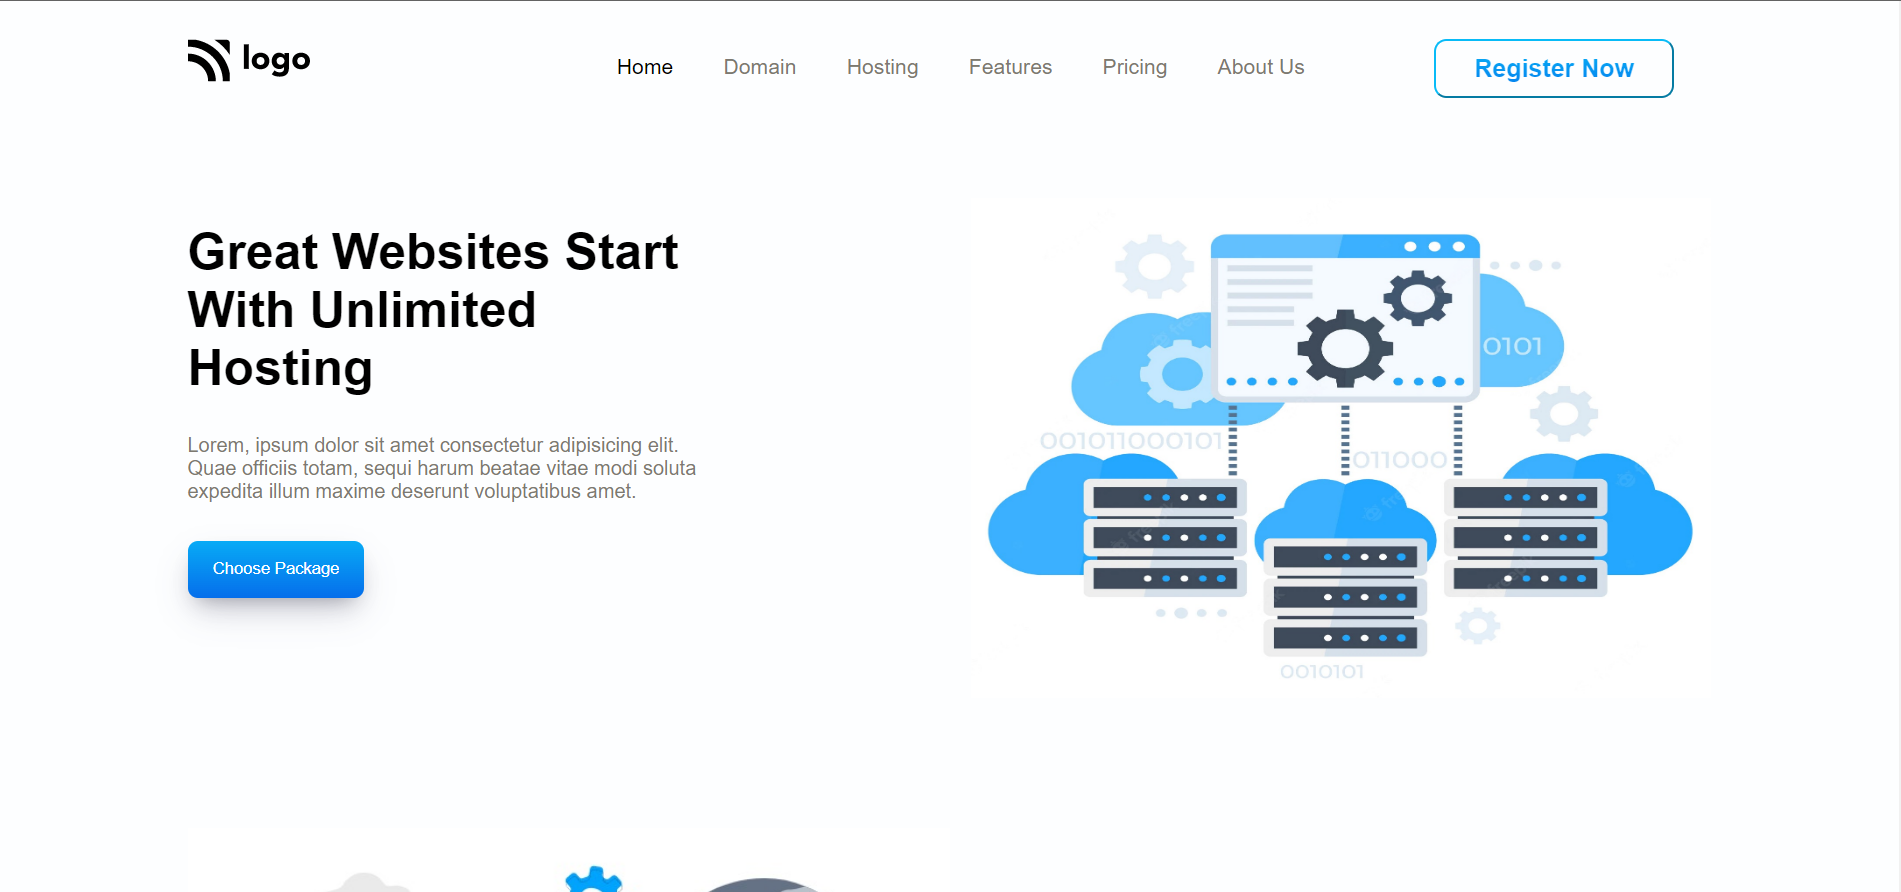 logo
Home
Domain
Hosting
Features
Pricing
About Us
Register Now
Great Websites Start
With Unlimited
Hosting
Lorem, ipsum dolor sit amet consectetur adipisicing elit.
Quae officiis totam, sequi harum beatae vitae modi soluta
expedita illum maxime deserunt voluptatibus amet.
Choose Package
0101
001011000101
011000
0010101